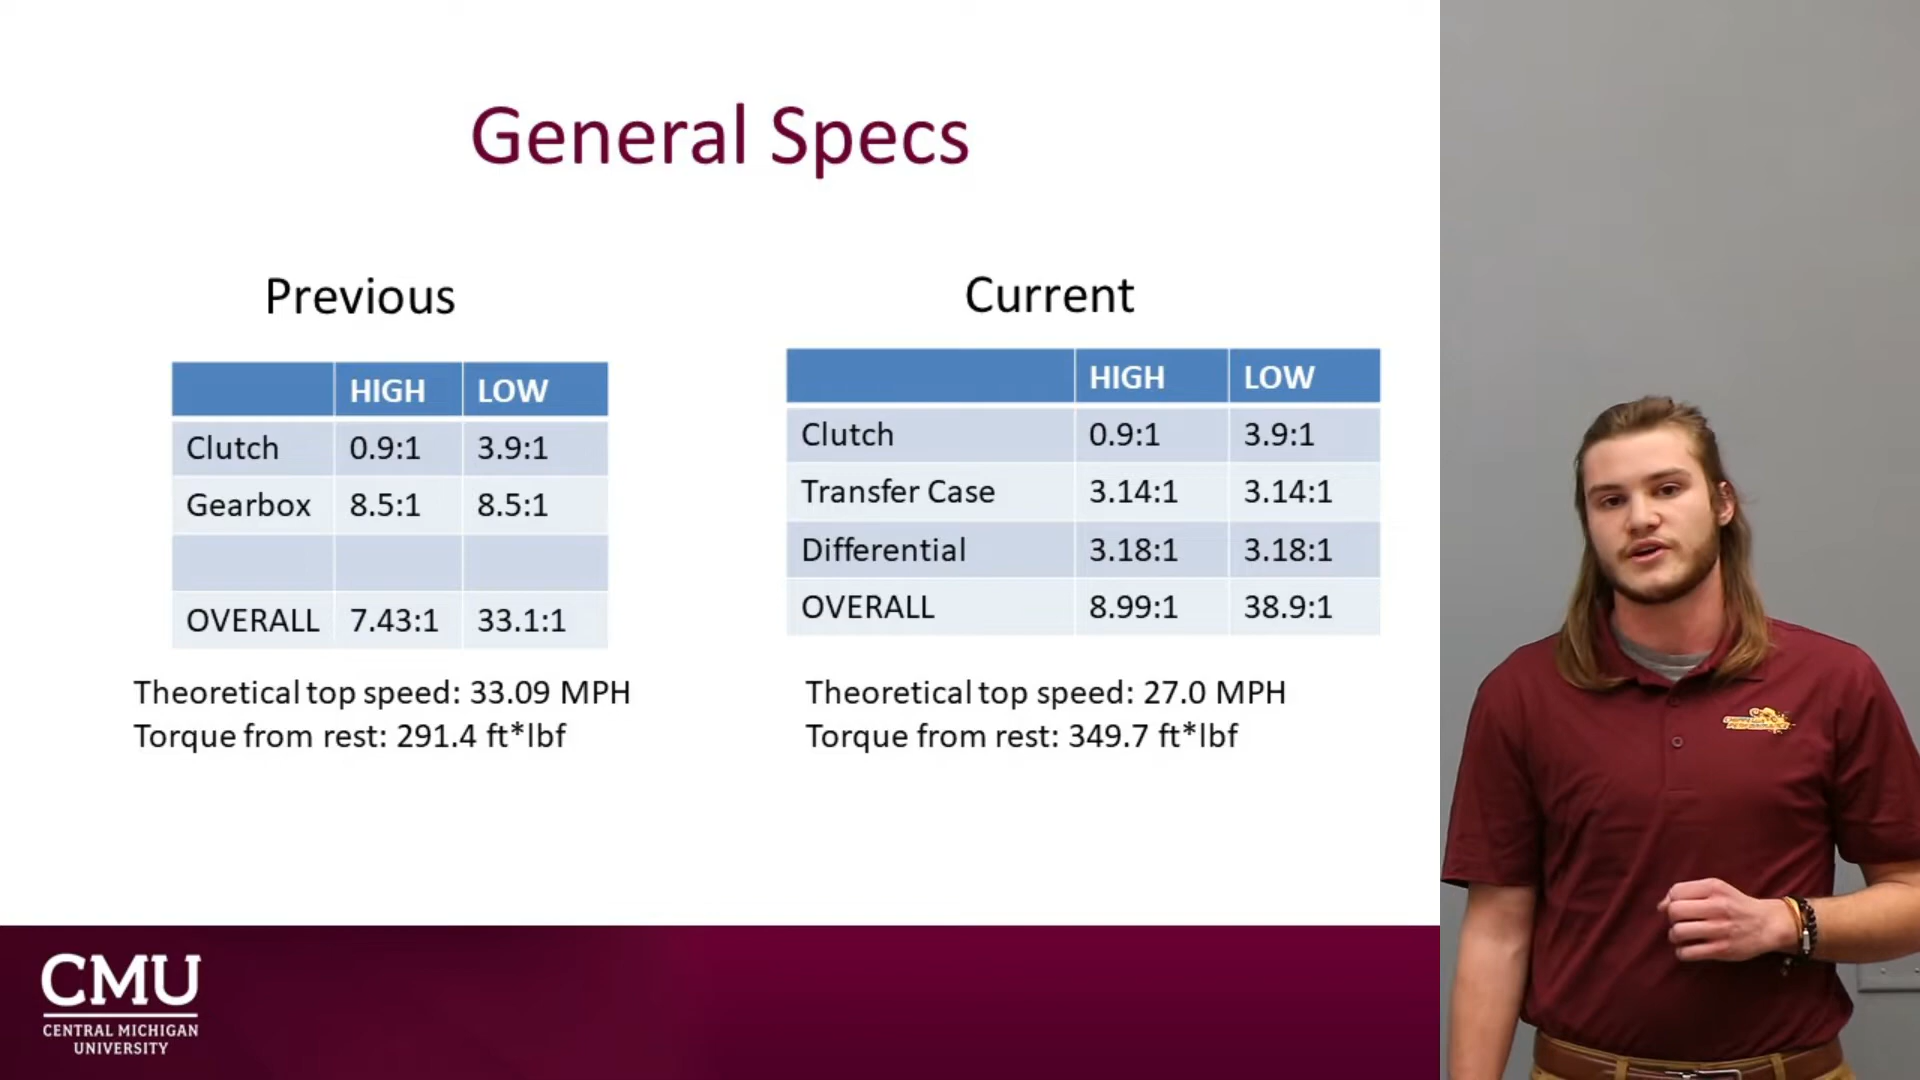 General Specs
Previous
HIGH LOW
Clutch 0.9:1 3.9:1
Gearbox 8.5:1 8.5:1
OVERALL 7.43:1 33.1:1
Theoretical top speed: 33.09 MPH
Torque from rest: 291.4 ft*lbf
Current
HIGH LOW
Clutch 0.9:1 3.9:1
Transfer Case 3.14:1 3.14:1
Differential 3.18:1 3.18:1
OVERALL 8.99:1 38.9:1
Theoretical top speed: 27.0 MPH
Torque from rest: 349.7 ft*lbf
CMU
CENTRAL MICHIGAN
UNIVERSITY